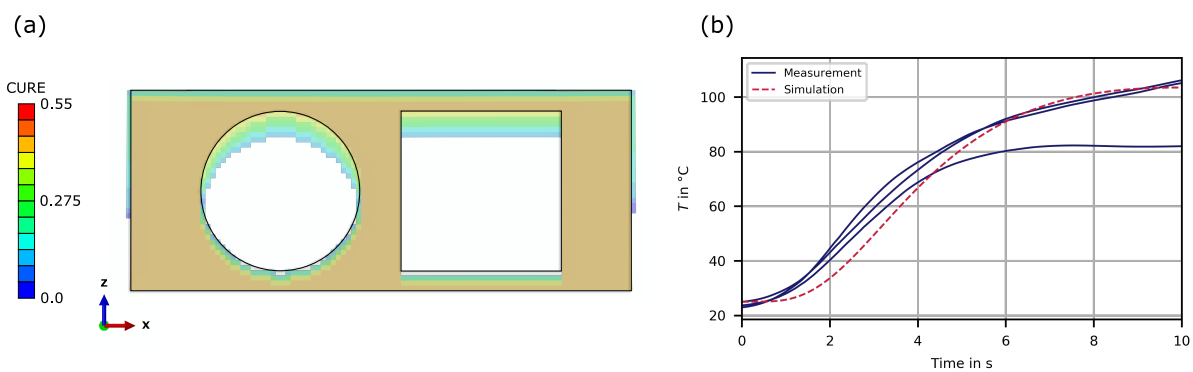 (a)
CURE
0.55
0.275
0.0
z
x
(b)
Measurement
Simulation
100
80
60
40
20
T in °C
0 2 4 6 8 10
Time in s